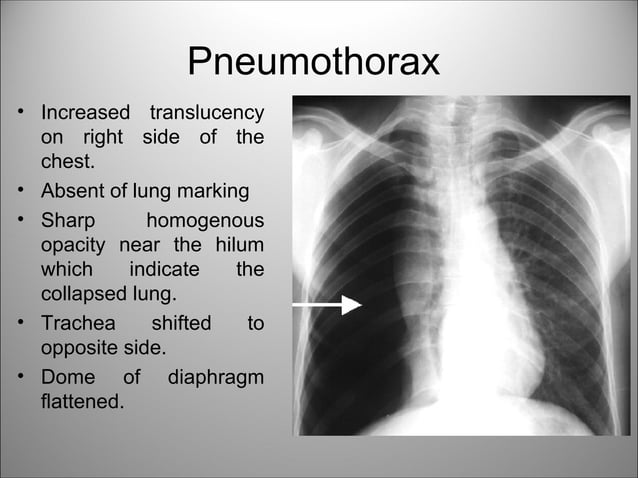 Pneumothorax
• Increased translucency
on right side of the
chest.
• Absent of lung marking
• Sharp homogenous
opacity near the hilum
which indicate the
collapsed lung.
• Trachea shifted to
opposite side.
• Dome of diaphragm
flattened.